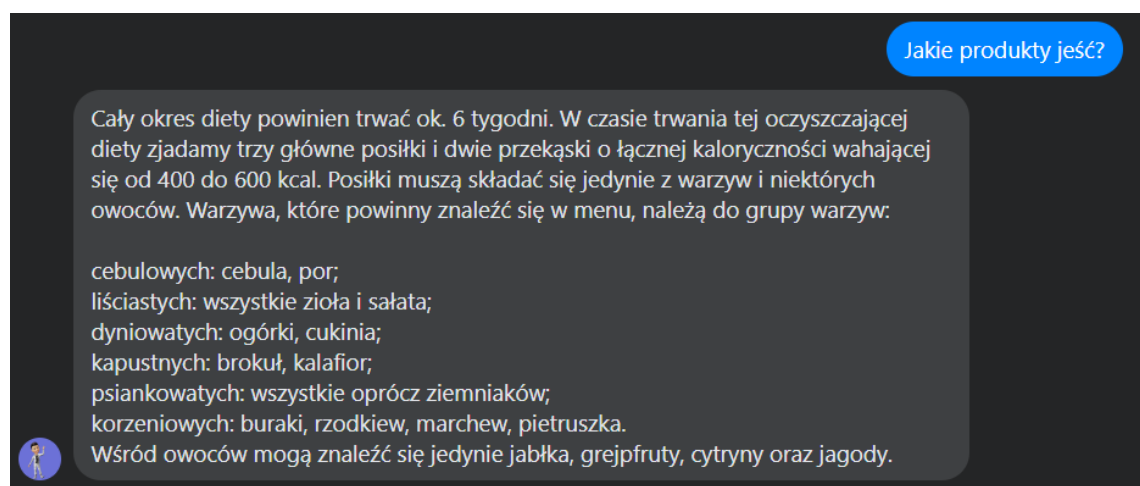 Jakie produkty jeść?
Cały okres diety powinien trwać ok. 6 tygodni. W czasie trwania tej oczyszczającej
diety zjadamy trzy główne posiłki i dwie przekąski o łącznej kaloryczności wahającej
się od 400 do 600 kcal. Posiłki muszą składać się jedynie z warzyw i niektórych
owoców. Warzywa, które powinny znaleźć się w menu, należą do grupy warzyw:
cebulowych: cebula, por;
liściastych: wszystkie zioła i sałata;
dyniowatych: ogórki, cukinia;
kapustnych: brokuł, kalafior;
psiankowatych: wszystkie oprócz ziemniaków;
korzeniowych: buraki, rzodkiew, marchew, pietruszka.
Wśród owoców mogą znaleźć się jedynie jabłka, grejpfruty, cytryny oraz jagody.